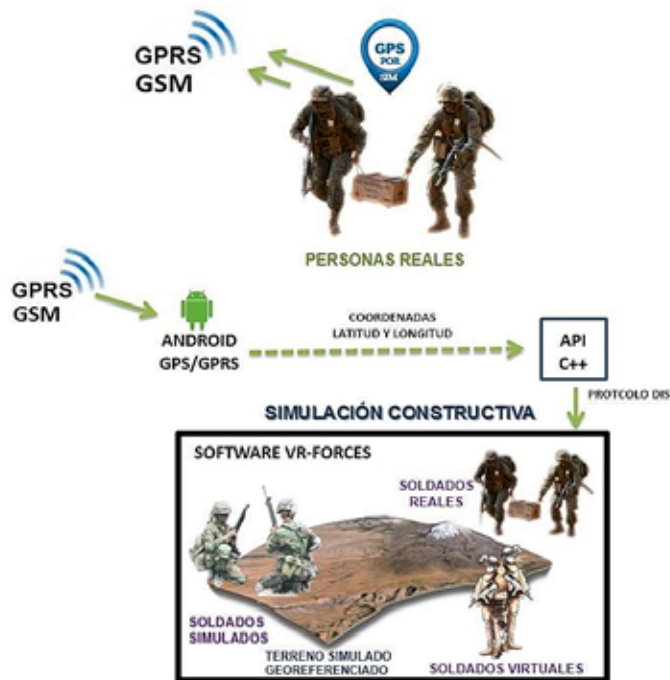 GPRS
GSM
GPS
POR
SIM
PERSONAS REALES
GPRS
GSM
ANDROID
GPS/GPRS
COORDENADAS
LATITUD Y LONGITUD
API
C++
PROTCOLO DIS
SIMULACIÓN CONSTRUCTIVA
SOFTWARE VR-FORCES
SOLDADOS
REALES
SOLDADOS
SIMULADOS
TERRENO SIMULADO
GEOREFERENCIADO
SOLDADOS VIRTUALES